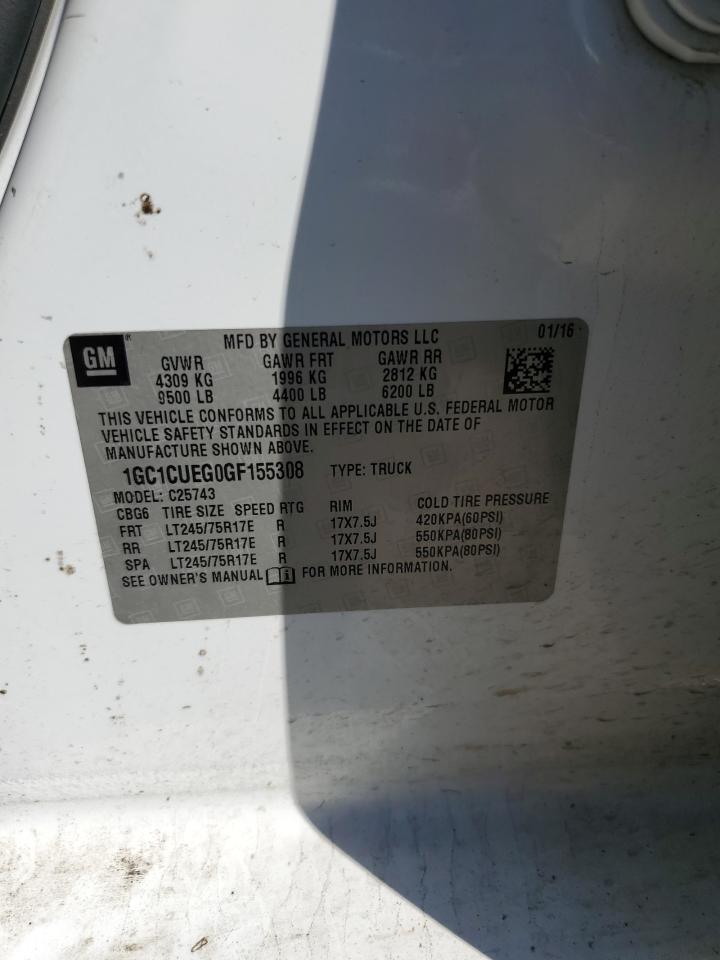 GM
MFD BY GENERAL MOTORS LLC 01/16
GVWR GAWR FRT GAWR RR
4309 KG 1996 KG 2812 KG
9500 LB 4400 LB 6200 LB
THIS VEHICLE CONFORMS TO ALL APPLICABLE U.S. FEDERAL MOTOR
VEHICLE SAFETY STANDARDS IN EFFECT ON THE DATE OF
MANUFACTURE SHOWN ABOVE.
1GC1CUEG0GF155308 TYPE: TRUCK
MODEL: C25743
CBG6 TIRE SIZE SPEED RTG RIM COLD TIRE PRESSURE
FRT LT245/75R17E R 17X7.5J 420KPA(60PSI)
RR LT245/75R17E R 17X7.5J 550KPA(80PSI)
SPA LT245/75R17E R 17X7.5J 550KPA(80PSI)
SEE OWNER'S MANUAL FOR MORE INFORMATION.